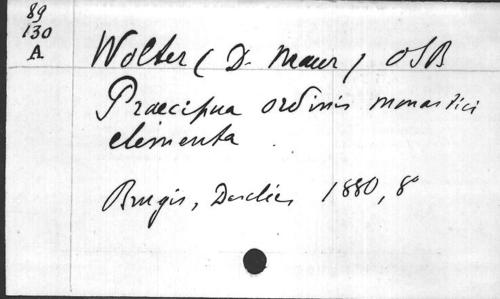 89
130
A
Wolter ( D. Maur ) OSB
Praecipua ordinis monastici
elementa
Brugis, Desclée, 1880, 8°